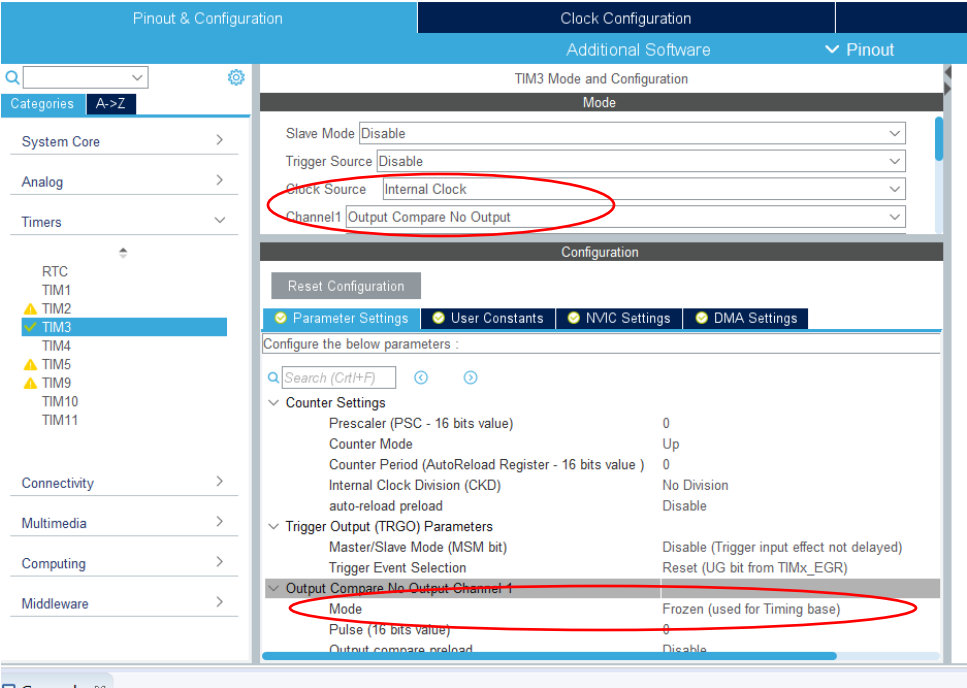 Pinout & Configuration
Clock Configuration
Additional Software
Pinout
TIM3 Mode and Configuration
Categories
A->Z
Mode
System Core
Analog
Timers
RTC
TIM1
TIM2
TIM3
TIM4
TIM5
TIM9
TIM10
TIM11
Connectivity
Multimedia
Computing
Middleware
Slave Mode Disable
Trigger Source Disable
Clock Source Internal Clock
Channel1 Output Compare No Output
Configuration
Reset Configuration
Parameter Settings
User Constants
NVIC Settings
DMA Settings
Configure the below parameters :
Search (Crtl+F)
Counter Settings
Prescaler (PSC - 16 bits value) 0
Counter Mode Up
Counter Period (AutoReload Register - 16 bits value ) 0
Internal Clock Division (CKD) No Division
auto-reload preload Disable
Trigger Output (TRGO) Parameters
Master/Slave Mode (MSM bit) Disable (Trigger input effect not delayed)
Trigger Event Selection Reset (UG bit from TIMx_EGR)
Output Compare No Output Channel 1
Mode Frozen (used for Timing base)
Pulse (16 bits value) 0
Output compare preload Disable